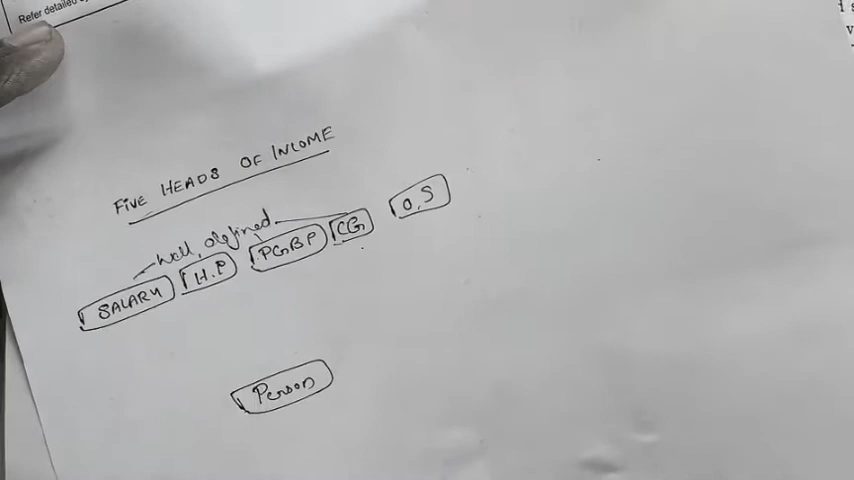 Refer detailed
FIVE HEADS OF INCOME
Well defined
SALARY H.P PGBP CG O.S
Person